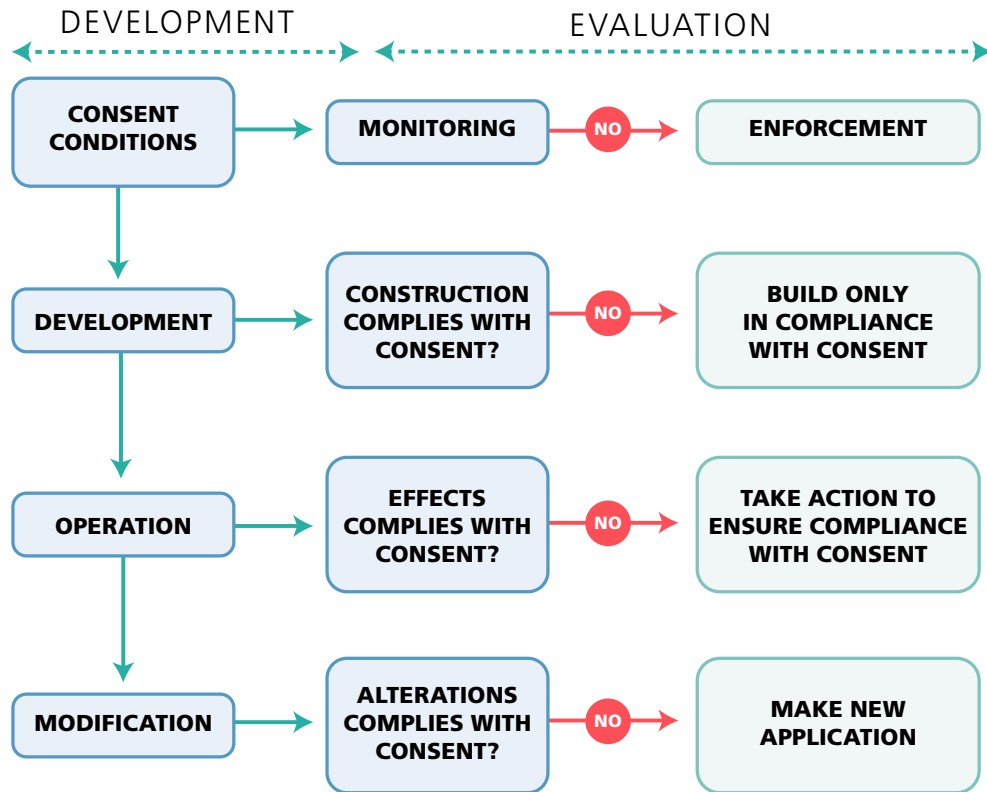 DEVELOPMENT
EVALUATION
CONSENT
CONDITIONS
MONITORING
NO
ENFORCEMENT
DEVELOPMENT
CONSTRUCTION
COMPLIES WITH
CONSENT?
NO
BUILD ONLY
IN COMPLIANCE
WITH CONSENT
OPERATION
EFFECTS
COMPLIES WITH
CONSENT?
NO
TAKE ACTION TO
ENSURE COMPLIANCE
WITH CONSENT
MODIFICATION
ALTERATIONS
COMPLIES WITH
CONSENT?
NO
MAKE NEW
APPLICATION